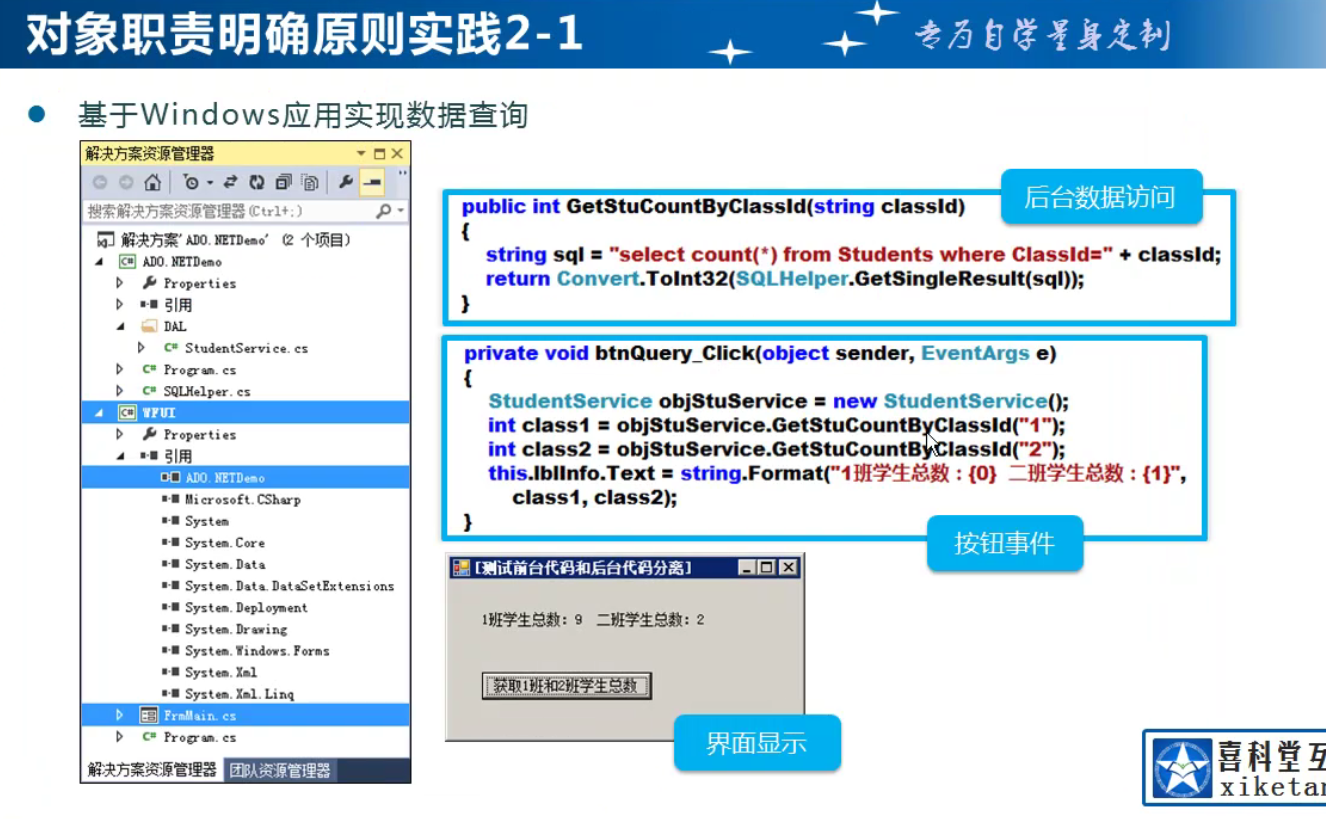 对象职责明确原则实践2-1
专为自学量身定制
基于Windows应用实现数据查询
解决方案资源管理器
搜索解决方案资源管理器(Ctrl+;)
解决方案'ADO.NETDemo' (2 个项目)
ADO.NETDemo
Properties
引用
DAL
StudentService.cs
Program.cs
SQLHelper.cs
WFUI
Properties
引用
ADO.NETDemo
Microsoft.CSharp
System
System.Core
System.Data
System.Data.DataSetExtensions
System.Deployment
System.Drawing
System.Windows.Forms
System.Xml
System.Xml.Linq
FrmMain.cs
Program.cs
解决方案资源管理器 团队资源管理器
后台数据访问
public int GetStuCountByClassId(string classId)
{
string sql = "select count(*) from Students where ClassId=" + classId;
return Convert.ToInt32(SQLHelper.GetSingleResult(sql));
}
private void btnQuery_Click(object sender, EventArgs e)
{
StudentService objStuService = new StudentService();
int class1 = objStuService.GetStuCountByClassId("1");
int class2 = objStuService.GetStuCountByClassId("2");
this.lblInfo.Text = string.Format("1班学生总数：{0} 二班学生总数：{1}",
class1, class2);
}
按钮事件
[测试前台代码和后台代码分离]
1班学生总数：9 二班学生总数：2
获取1班和2班学生总数
界面显示
喜科堂互
xiketan